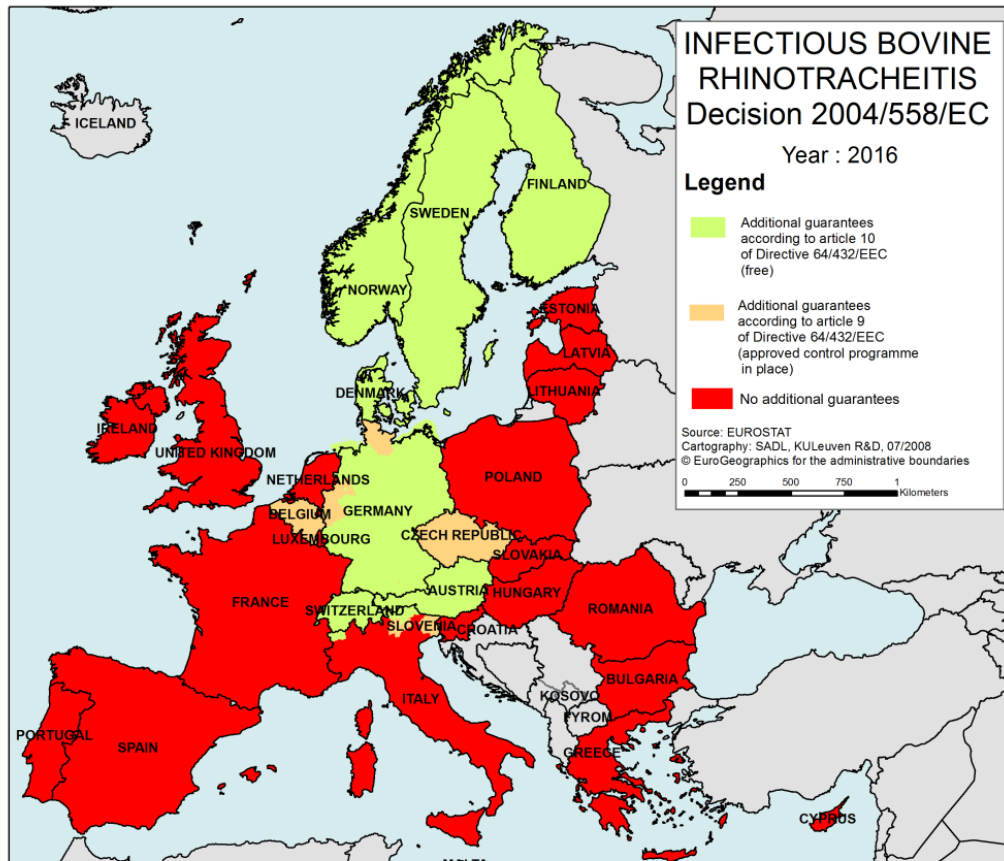 INFECTIOUS BOVINE
RHINOTRACHEITIS
Decision 2004/558/EC
Year : 2016
Legend
Additional guarantees
according to article 10
of Directive 64/432/EEC
(free)
Additional guarantees
according to article 9
of Directive 64/432/EEC
(approved control programme
in place)
No additional guarantees
Source: EUROSTAT
Cartography: SADL, KULeuven R&D, 07/2008
© EuroGeographics for the administrative boundaries
0 250 500 750 1
Kilometers
ICELAND
FINLAND
SWEDEN
NORWAY
ESTONIA
LATVIA
LITHUANIA
DENMARK
IRELAND
UNITED KINGDOM
NETHERLANDS
POLAND
BELGIUM
GERMANY
CZECH REPUBLIC
LUXEMBOURG
SLOVAKIA
AUSTRIA
HUNGARY
FRANCE
SWITZERLAND
ROMANIA
SLOVENIA
CROATIA
BULGARIA
KOSOVO
ITALY
FYROM
PORTUGAL
SPAIN
GREECE
CYPRUS